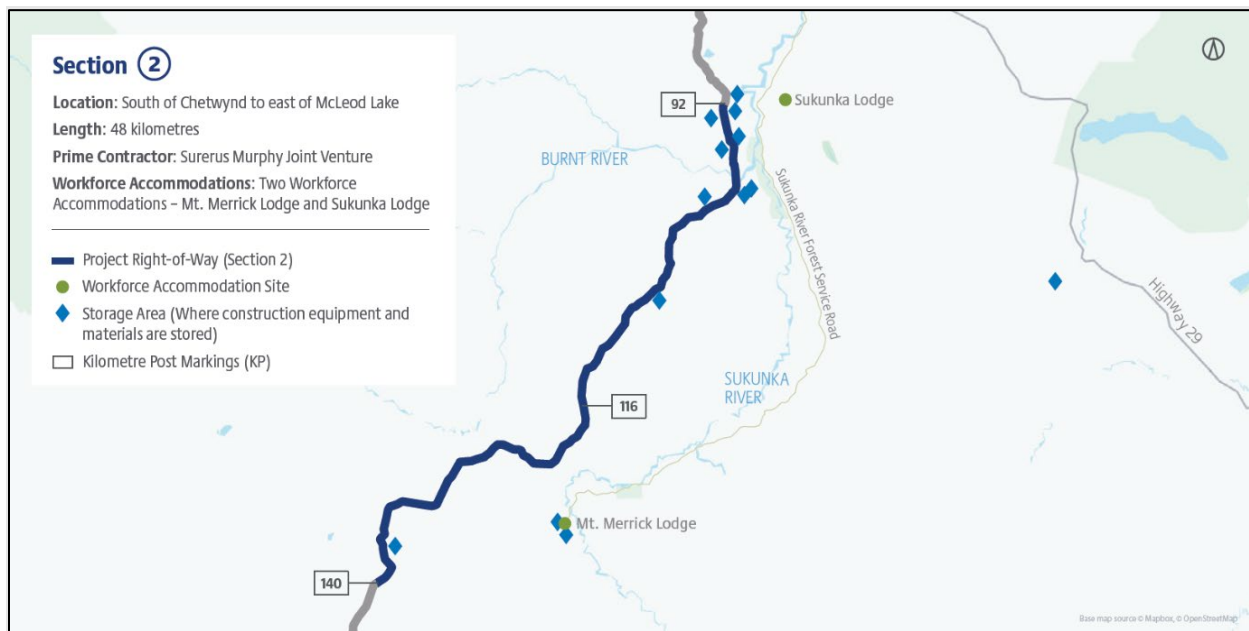 Section 2
Location: South of Chetwynd to east of McLeod Lake
Length: 48 kilometres
Prime Contractor: Surerus Murphy Joint Venture
Workforce Accommodations: Two Workforce
Accommodations – Mt. Merrick Lodge and Sukunka Lodge
Project Right-of-Way (Section 2)
Workforce Accommodation Site
Storage Area (Where construction equipment and
materials are stored)
Kilometre Post Markings (KP)
92
Sukunka Lodge
BURNT RIVER
Sukunka River Forest Service Road
Highway 29
SUKUNKA
RIVER
116
Mt. Merrick Lodge
140
Base map source © Mapbox, © OpenStreetMap